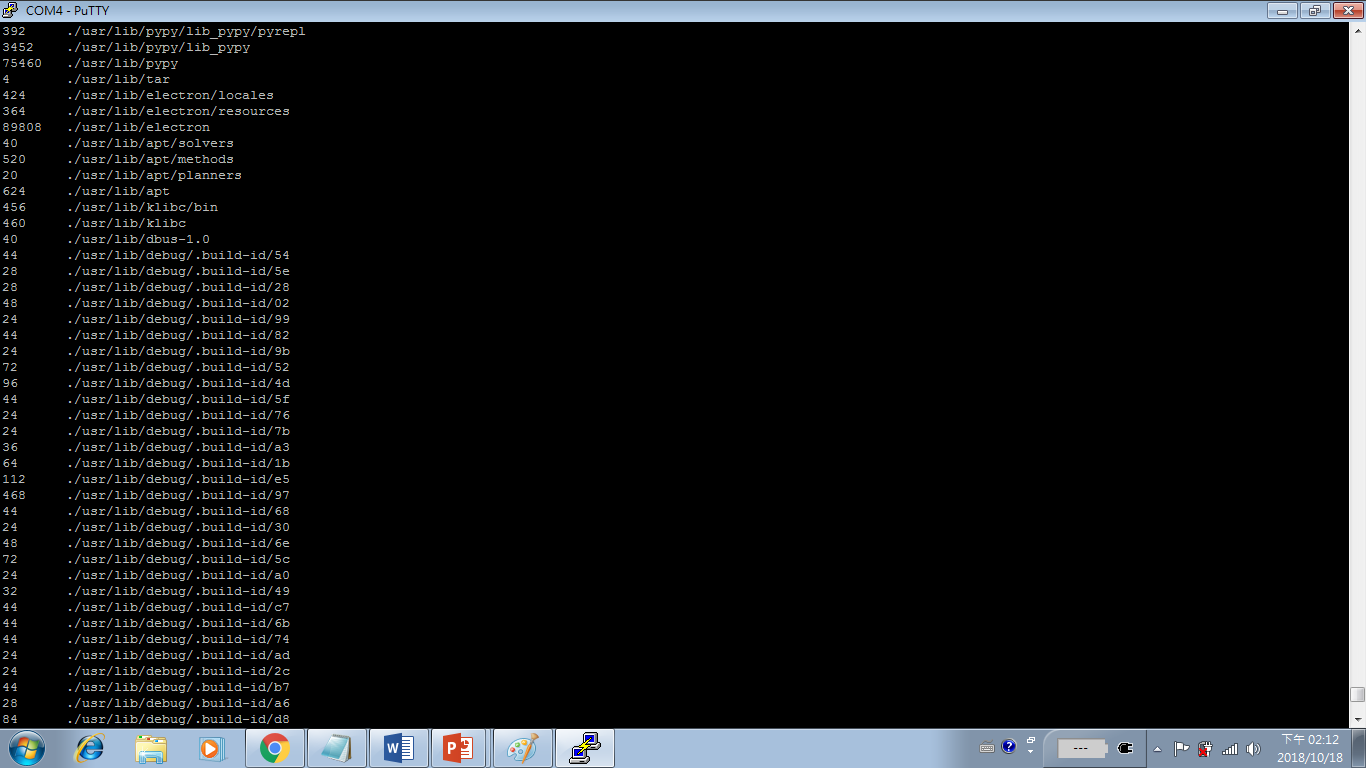 COM4 - PuTTY
392 ./usr/lib/pypy/lib_pypy/pyrepl
3452 ./usr/lib/pypy/lib_pypy
75460 ./usr/lib/pypy
4 ./usr/lib/tar
424 ./usr/lib/electron/locales
364 ./usr/lib/electron/resources
89808 ./usr/lib/electron
40 ./usr/lib/apt/solvers
520 ./usr/lib/apt/methods
20 ./usr/lib/apt/planners
624 ./usr/lib/apt
456 ./usr/lib/klibc/bin
460 ./usr/lib/klibc
40 ./usr/lib/dbus-1.0
44 ./usr/lib/debug/.build-id/54
28 ./usr/lib/debug/.build-id/5e
28 ./usr/lib/debug/.build-id/28
48 ./usr/lib/debug/.build-id/02
24 ./usr/lib/debug/.build-id/99
44 ./usr/lib/debug/.build-id/82
24 ./usr/lib/debug/.build-id/9b
72 ./usr/lib/debug/.build-id/52
96 ./usr/lib/debug/.build-id/4d
44 ./usr/lib/debug/.build-id/5f
24 ./usr/lib/debug/.build-id/76
24 ./usr/lib/debug/.build-id/7b
36 ./usr/lib/debug/.build-id/a3
64 ./usr/lib/debug/.build-id/1b
112 ./usr/lib/debug/.build-id/e5
468 ./usr/lib/debug/.build-id/97
44 ./usr/lib/debug/.build-id/68
24 ./usr/lib/debug/.build-id/30
48 ./usr/lib/debug/.build-id/6e
72 ./usr/lib/debug/.build-id/5c
24 ./usr/lib/debug/.build-id/a0
32 ./usr/lib/debug/.build-id/49
44 ./usr/lib/debug/.build-id/c7
44 ./usr/lib/debug/.build-id/6b
44 ./usr/lib/debug/.build-id/74
24 ./usr/lib/debug/.build-id/ad
24 ./usr/lib/debug/.build-id/2c
44 ./usr/lib/debug/.build-id/b7
28 ./usr/lib/debug/.build-id/a6
84 ./usr/lib/debug/.build-id/d8
---
下午 02:12
2018/10/18